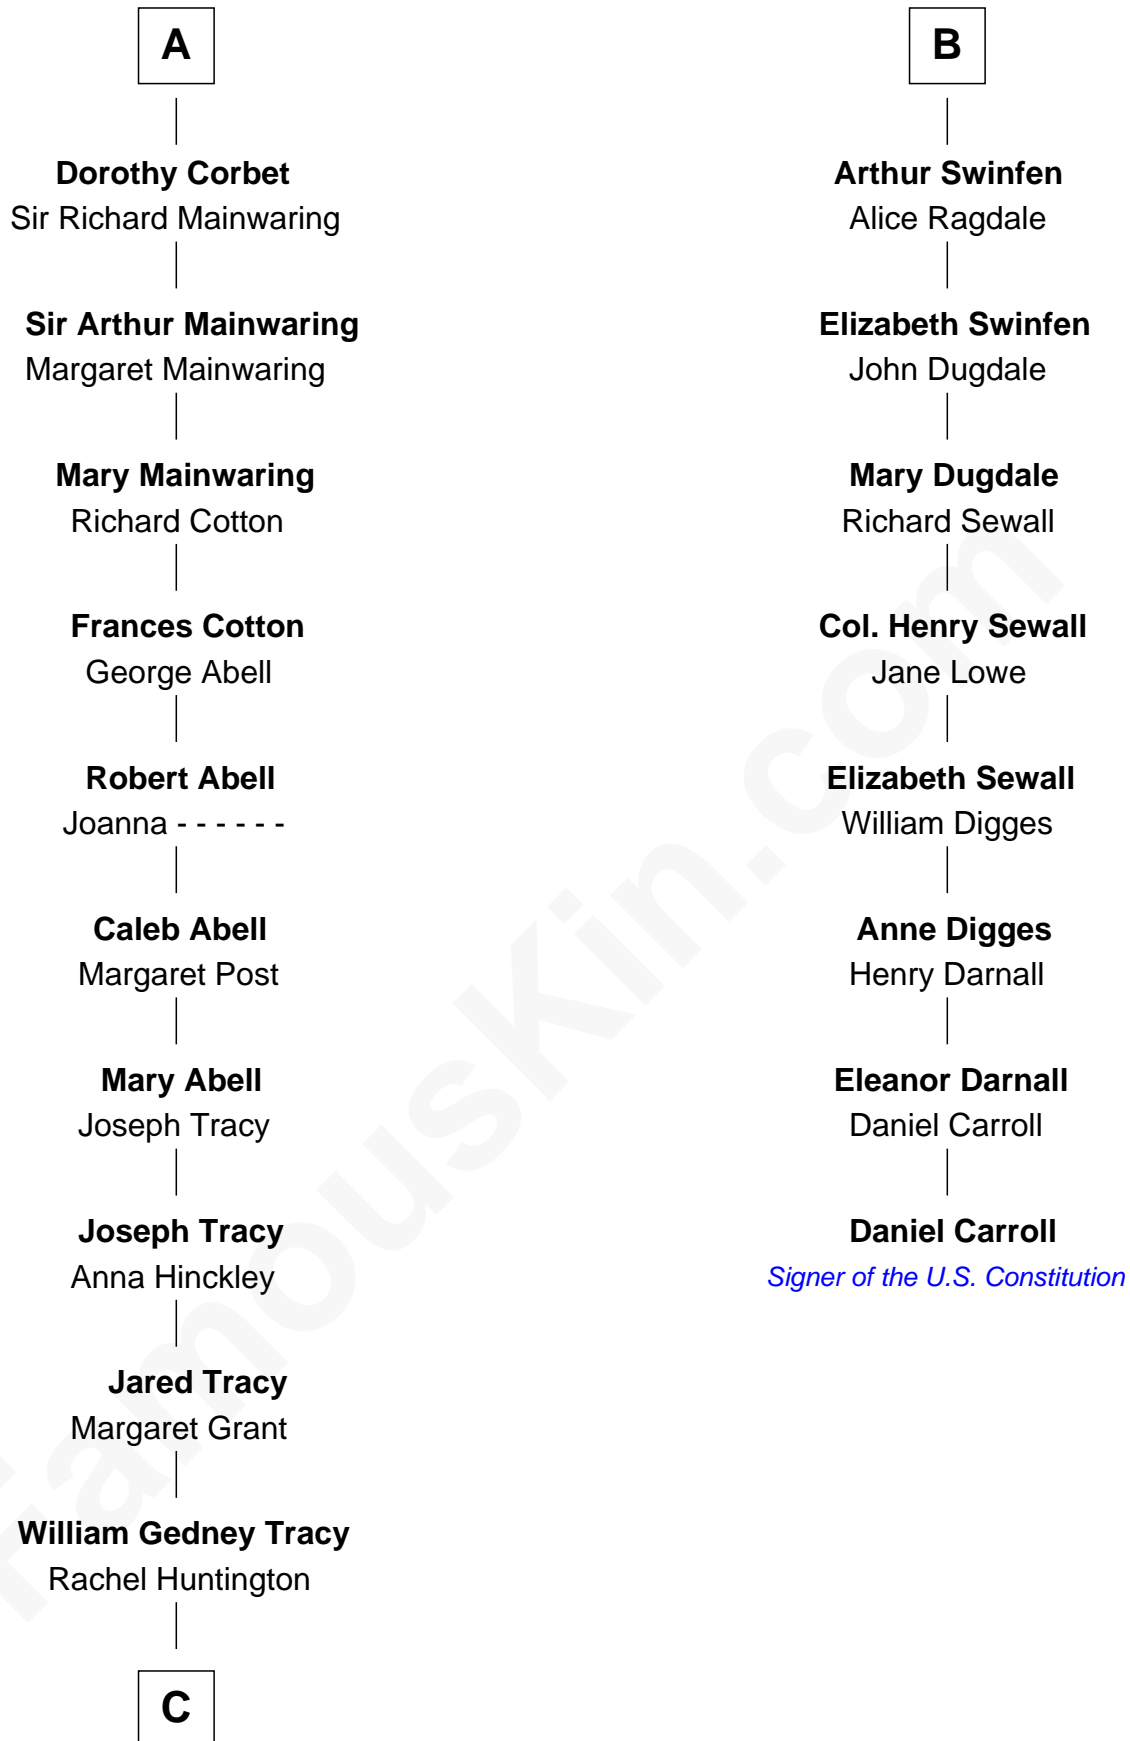 A
Dorothy Corbet
Sir Richard Mainwaring
Sir Arthur Mainwaring
Margaret Mainwaring
Mary Mainwaring
Richard Cotton
Frances Cotton
George Abell
Robert Abell
Joanna - - - - - -
Caleb Abell
Margaret Post
Mary Abell
Joseph Tracy
Joseph Tracy
Anna Hinckley
Jared Tracy
Margaret Grant
William Gedney Tracy
Rachel Huntington
C
B
Arthur Swinfen
Alice Ragdale
Elizabeth Swinfen
John Dugdale
Mary Dugdale
Richard Sewall
Col. Henry Sewall
Jane Lowe
Elizabeth Sewall
William Digges
Anne Digges
Henry Darnall
Eleanor Darnall
Daniel Carroll
Daniel Carroll
Signer of the U.S. Constitution
FamousKin.com